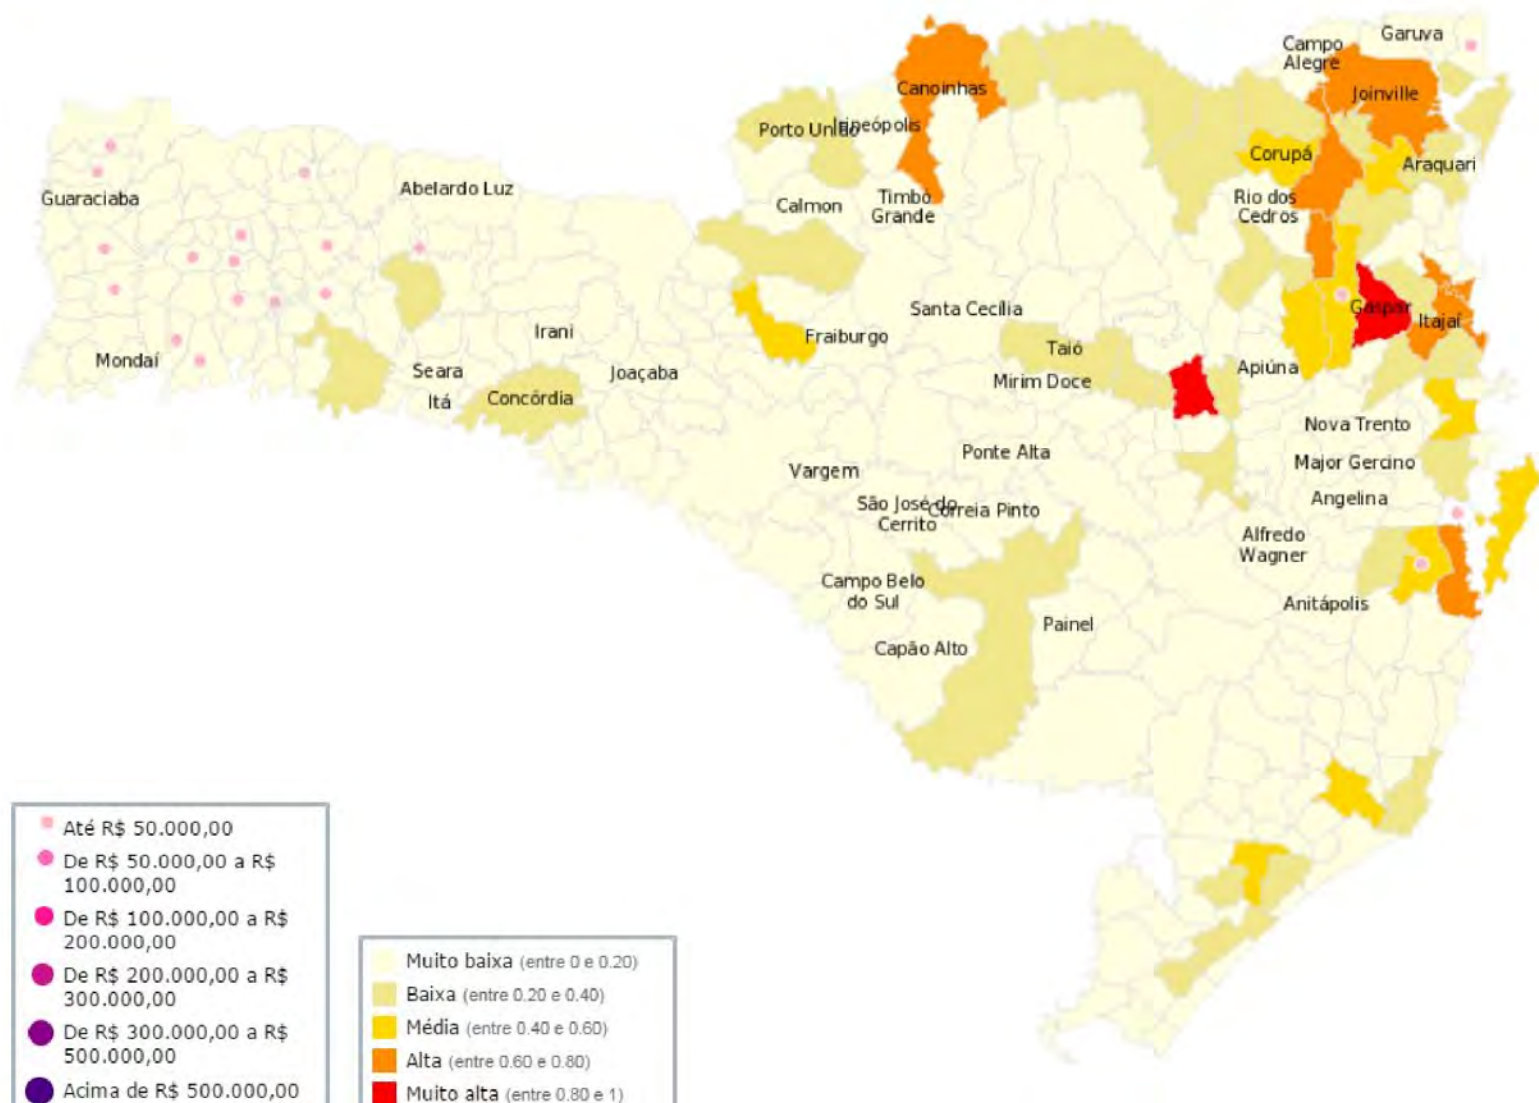 Garuva
Campo
Alegre
Canoinhas
Joinville
Porto União
Irineópolis
Corupá
Araquari
Abelardo Luz
Guaraciaba
Calmon
Timbó
Grande
Rio dos
Cedros
Santa Cecília
Gaspar
Itajaí
Irani
Fraiburgo
Taió
Mondaí
Seara
Joaçaba
Mirim Doce
Apiúna
Itá
Concórdia
Nova Trento
Ponte Alta
Vargem
Major Gercino
São José do
Cerrito
Correia Pinto
Angelina
Alfredo
Wagner
Campo Belo
do Sul
Anitápolis
Painel
Capão Alto
Até R$ 50.000,00
De R$ 50.000,00 a R$
100.000,00
De R$ 100.000,00 a R$
200.000,00
De R$ 200.000,00 a R$
300.000,00
De R$ 300.000,00 a R$
500.000,00
Acima de R$ 500.000,00
Muito baixa (entre 0 e 0.20)
Baixa (entre 0.20 e 0.40)
Média (entre 0.40 e 0.60)
Alta (entre 0.60 e 0.80)
Muito alta (entre 0.80 e 1)